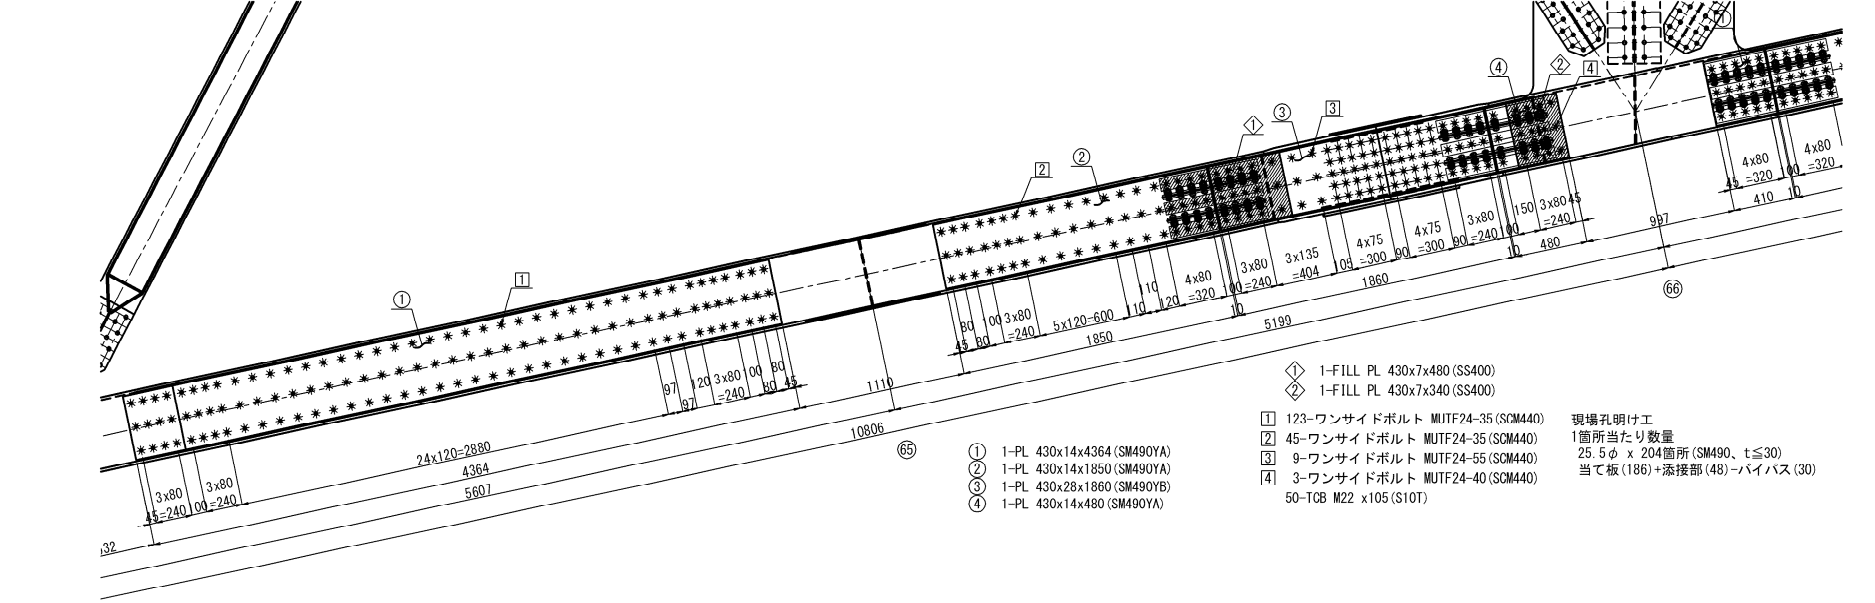 1
4
2
4
3
3
1
2
2
1
1
4x80
=320
45
100
410
10
4x80
=320
997
45
3x80
=240
150
480
10
100
3x80
=240
90
4x75
=300
90
4x75
=300
105
3x135
=404
1860
3x80
=240
100
10
4x80
=320
120
110
110
5x120=600
3x80
=240
100
80
80
45
1850
5199
66
1110
10806
65
97
97
120
3x80
=240
100
80
80
45
24x120=2880
4364
5607
3x80
=240
100
3x80
=240
45
532
1 1-FILL PL 430x7x480(SS400)
2 1-FILL PL 430x7x340(SS400)
1 123-ワンサイドボルト MUTF24-35(SCM440)
2 45-ワンサイドボルト MUTF24-35(SCM440)
3 9-ワンサイドボルト MUTF24-55(SCM440)
4 3-ワンサイドボルト MUTF24-40(SCM440)
50-TCB M22 x105(S10T)
現場孔明け工
1箇所当たり数量
25.5φ x 204箇所(SM490、t≦30)
当て板(186)+添接部(48)-バイパス(30)
1 1-PL 430x14x4364(SM490YA)
2 1-PL 430x14x1850(SM490YA)
3 1-PL 430x28x1860(SM490YB)
4 1-PL 430x14x480(SM490YA)